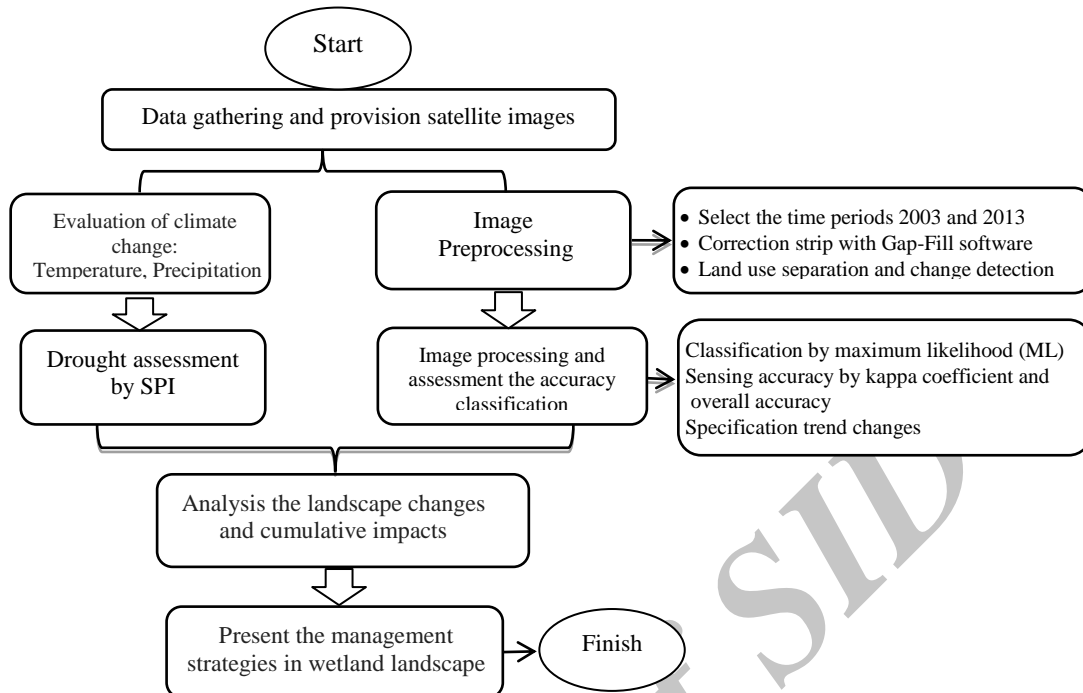 Start
Data gathering and provision satellite images
Evaluation of climate
change:
Temperature, Precipitation
Image
Preprocessing
• Select the time periods 2003 and 2013
• Correction strip with Gap-Fill software
• Land use separation and change detection
Drought assessment
by SPI
Image processing and
assessment the accuracy
classification
Classification by maximum likelihood (ML)
Sensing accuracy by kappa coefficient and
overall accuracy
Specification trend changes
Analysis the landscape changes
and cumulative impacts
Present the management
strategies in wetland landscape
Finish
SID